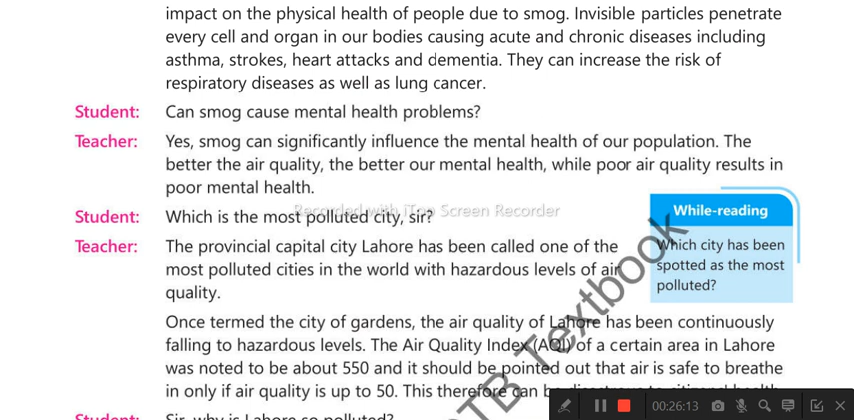 impact on the physical health of people due to smog. Invisible particles penetrate
every cell and organ in our bodies causing acute and chronic diseases including
asthma, strokes, heart attacks and dementia. They can increase the risk of
respiratory diseases as well as lung cancer.
Student: Can smog cause mental health problems?
Teacher: Yes, smog can significantly influence the mental health of our population. The
better the air quality, the better our mental health, while poor air quality results in
poor mental health.
Recorded with iTop Screen Recorder
Student: Which is the most polluted city, sir?
Teacher: The provincial capital city Lahore has been called one of the
most polluted cities in the world with hazardous levels of air
quality.
While-reading
Which city has been
spotted as the most
polluted?
Once termed the city of gardens, the air quality of Lahore has been continuously
falling to hazardous levels. The Air Quality Index (AQI) of a certain area in Lahore
was noted to be about 550 and it should be pointed out that air is safe to breathe
in only if air quality is up to 50. This therefore can
Student: Sir, why is Lahore so polluted?
TB Textbook
00:26:13